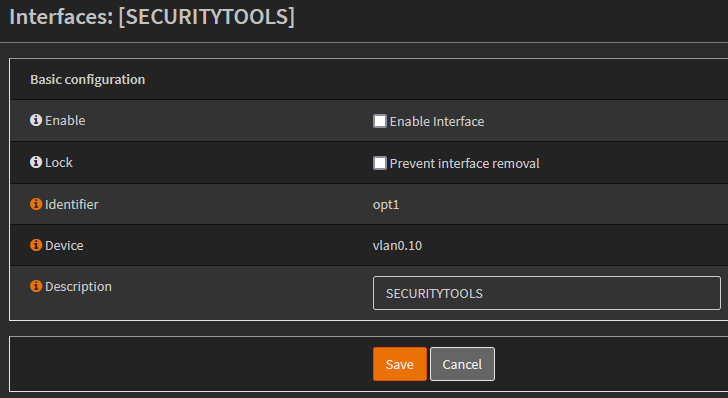 Interfaces: [SECURITYTOOLS]
Basic configuration
Enable Enable Interface
Lock Prevent interface removal
Identifier opt1
Device vlan0.10
Description SECURITYTOOLS
Save Cancel